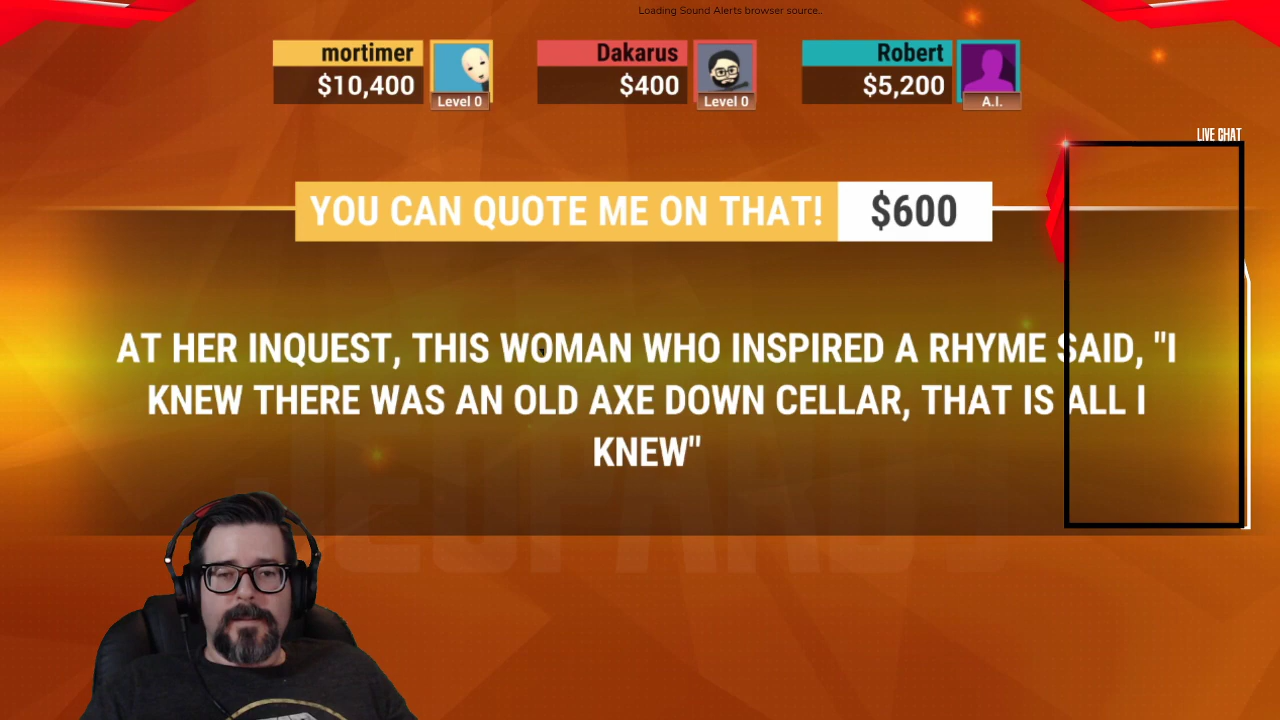 Loading Sound Alerts browser source..
mortimer Dakarus Robert
$10,400 $400 $5,200
Level 0 Level 0 A.I.
LIVE CHAT
YOU CAN QUOTE ME ON THAT! $600
AT HER INQUEST, THIS WOMAN WHO INSPIRED A RHYME SAID, "I
KNEW THERE WAS AN OLD AXE DOWN CELLAR, THAT IS ALL I
KNEW"
JEOPARDY